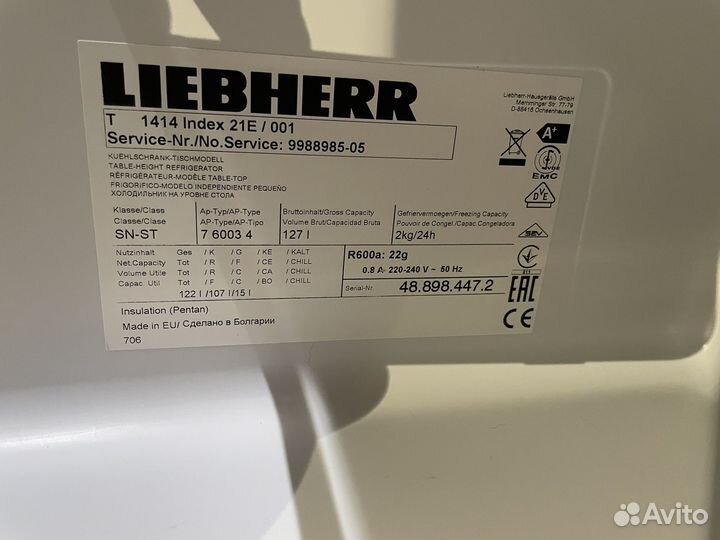 LIEBHERR
Liebherr-Hausgeräte GmbH
Memminger Str. 77-79
D-88416 Ochsenhausen
T 1414 Index 21E / 001
Service-Nr./No.Service: 9988985-05
A+
KUEHLSCHRANK-TISCHMODELL
TABLE-HEIGHT REFRIGERATOR
RÉFRIGÉRATEUR-MODÈLE TABLE-TOP
FRIGORIFICO-MODELO INDEPENDIENTE PEQUEÑO
ХОЛОДИЛЬНИК НА УРОВНЕ СТОЛА
EMC
DVE
Klasse/Class Ap-Typ/AP-Type Bruttoinhalt/Gross Capacity Gefriervermoegen/Freezing Capacity
Classe/Clase AP-Type/AP-Tipo Volume Brut/Capacidad Bruta Pouvoir de Congel./Cap.Congeladora
SN-ST 7 6003 4 127 l 2kg/24h
SEV
Nutzinhalt Ges /K /G /KE /KALT
Net.Capacity Tot /R /F /CE /CHILL
Volume Utile Tot /R /C /CA /CHILL
Capac. Util Tot /F /C /BO /CHILL
122 l /107 l/15 l
R600a: 22g
0.8 A 220-240 V ~ 50 Hz
Serial-Nr. 48.898.447.2
EAC
CE
Insulation (Pentan)
Made in EU/ Сделано в Болгарии
706
Avito